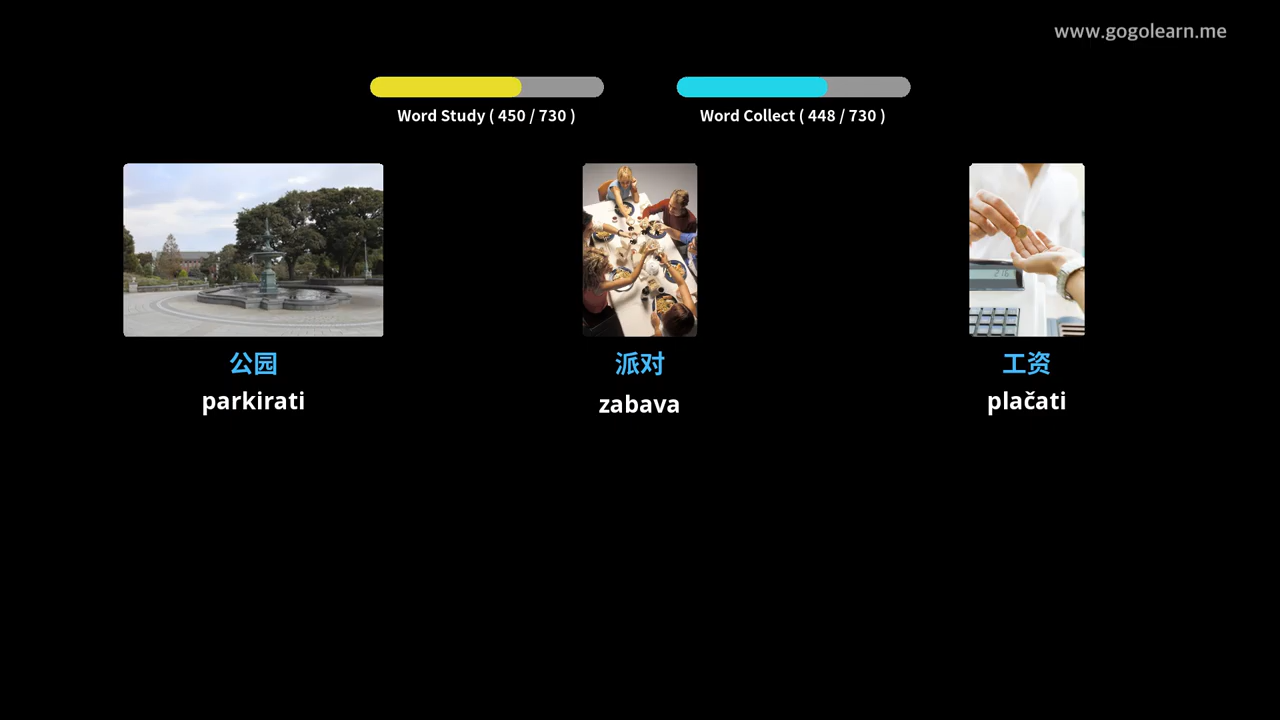 www.gogolearn.me
Word Study ( 450 / 730 )
Word Collect ( 448 / 730 )
公园
派对
工资
parkirati
zabava
plačati